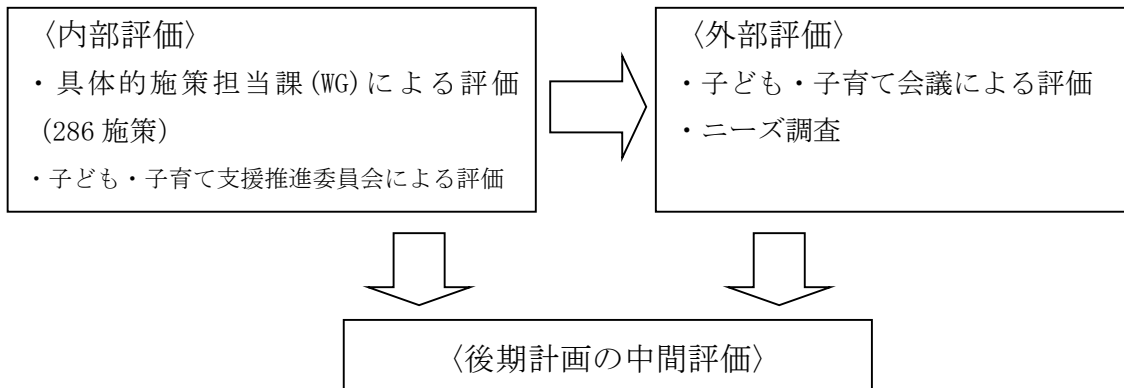 〈内部評価〉
・具体的施策担当課(WG)による評価
(286 施策)
・子ども・子育て支援推進委員会による評価
〈外部評価〉
・子ども・子育て会議による評価
・ニーズ調査
〈後期計画の中間評価〉